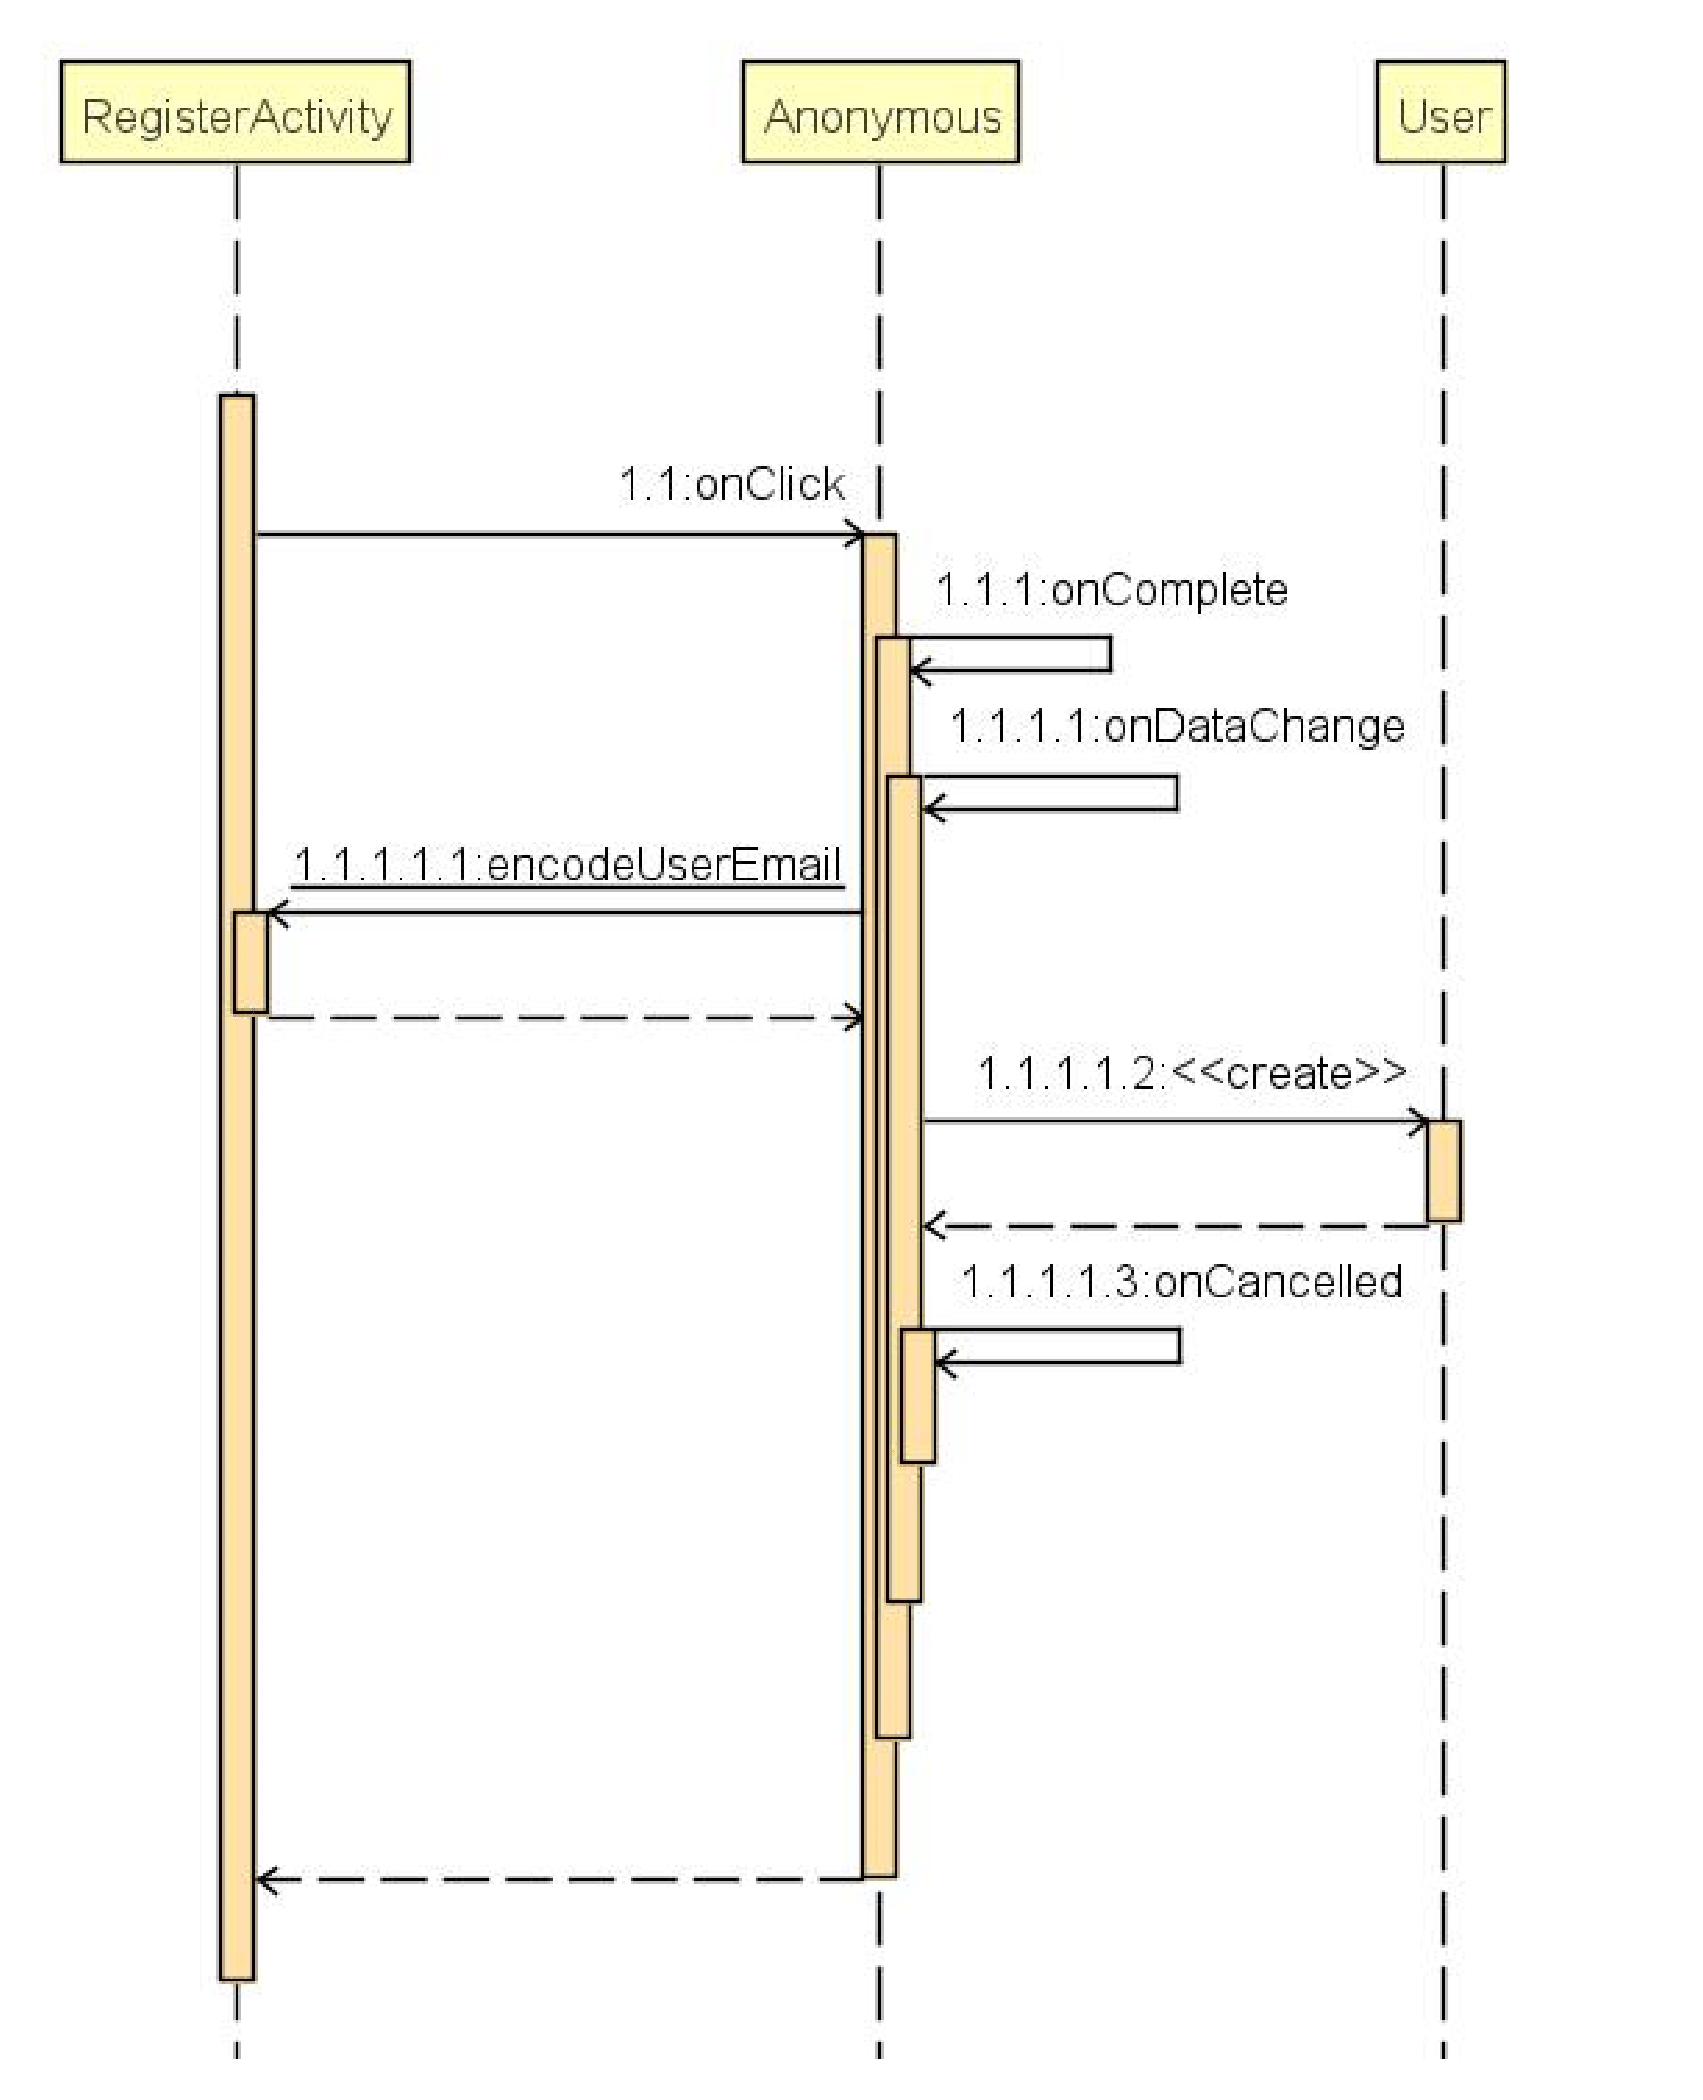 RegisterActivity
Anonymous
User
1.1:onClick
1.1.1:onComplete
1.1.1.1:onDataChange
1.1.1.1.1:encodeUserEmail
1.1.1.1.2:<<create>>
1.1.1.1.3:onCancelled